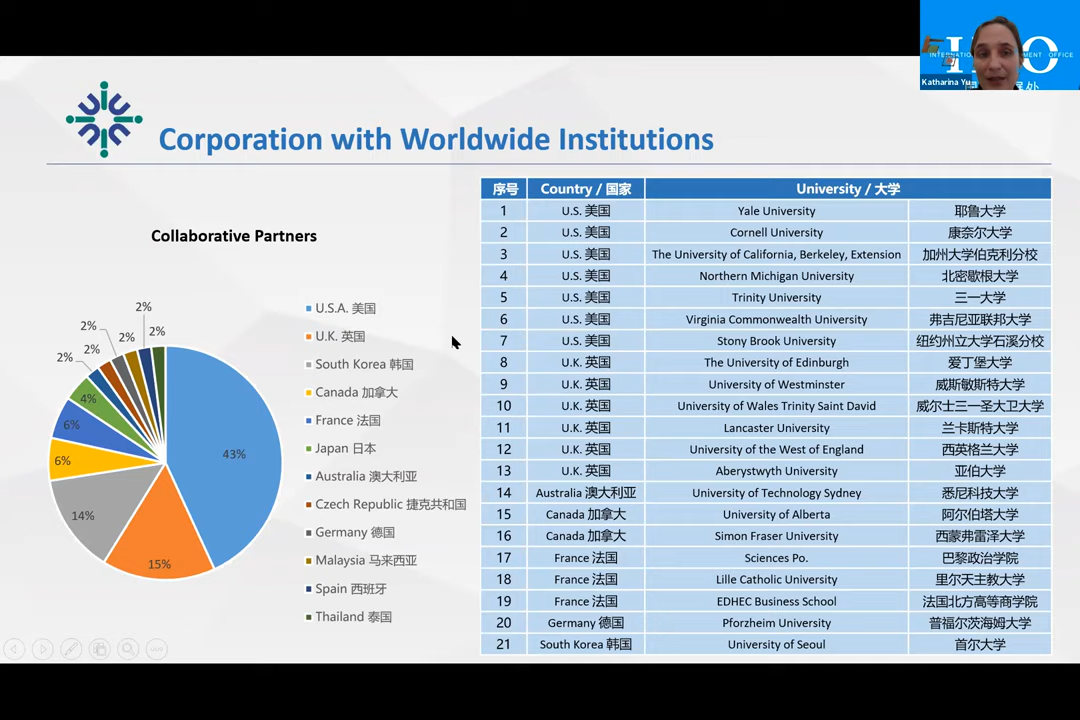 INTERNATIO
MENT OFFICE
Katharina Yu
Corporation with Worldwide Institutions
Collaborative Partners
2%
2%
2%
2%
2%
2%
4%
6%
6%
14%
15%
43%
U.S.A. 美国
U.K. 英国
South Korea 韩国
Canada 加拿大
France 法国
Japan 日本
Australia 澳大利亚
Czech Republic 捷克共和国
Germany 德国
Malaysia 马来西亚
Spain 西班牙
Thailand 泰国
序号 Country / 国家 University / 大学
1 U.S. 美国 Yale University 耶鲁大学
2 U.S. 美国 Cornell University 康奈尔大学
3 U.S. 美国 The University of California, Berkeley, Extension 加州大学伯克利分校
4 U.S. 美国 Northern Michigan University 北密歇根大学
5 U.S. 美国 Trinity University 三一大学
6 U.S. 美国 Virginia Commonwealth University 弗吉尼亚联邦大学
7 U.S. 美国 Stony Brook University 纽约州立大学石溪分校
8 U.K. 英国 The University of Edinburgh 爱丁堡大学
9 U.K. 英国 University of Westminster 威斯敏斯特大学
10 U.K. 英国 University of Wales Trinity Saint David 威尔士三一圣大卫大学
11 U.K. 英国 Lancaster University 兰卡斯特大学
12 U.K. 英国 University of the West of England 西英格兰大学
13 U.K. 英国 Aberystwyth University 亚伯大学
14 Australia 澳大利亚 University of Technology Sydney 悉尼科技大学
15 Canada 加拿大 University of Alberta 阿尔伯塔大学
16 Canada 加拿大 Simon Fraser University 西蒙弗雷泽大学
17 France 法国 Sciences Po. 巴黎政治学院
18 France 法国 Lille Catholic University 里尔天主教大学
19 France 法国 EDHEC Business School 法国北方高等商学院
20 Germany 德国 Pforzheim University 普福尔茨海姆大学
21 South Korea 韩国 University of Seoul 首尔大学